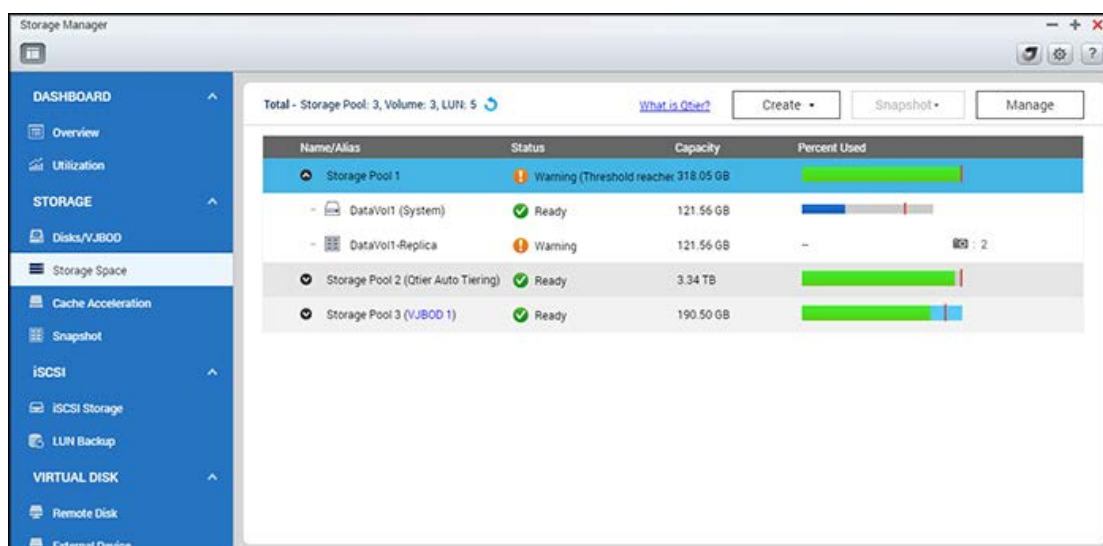 Storage Manager
DASHBOARD
Overview
Utilization
STORAGE
Disks/VJBOD
Storage Space
Cache Acceleration
Snapshot
iSCSI
iSCSI Storage
LUN Backup
VIRTUAL DISK
Remote Disk
External Device
Total - Storage Pool: 3, Volume: 3, LUN: 5 What is Qtier? Create Snapshot Manage
Name/Alias Status Capacity Percent Used
Storage Pool 1 Warning (Threshold reached 318.05 GB
DataVol1 (System) Ready 121.56 GB
DataVol1-Replica Warning 121.56 GB -- : 2
Storage Pool 2 (Qtier Auto Tiering) Ready 3.34 TB
Storage Pool 3 (VJBOD 1) Ready 190.50 GB